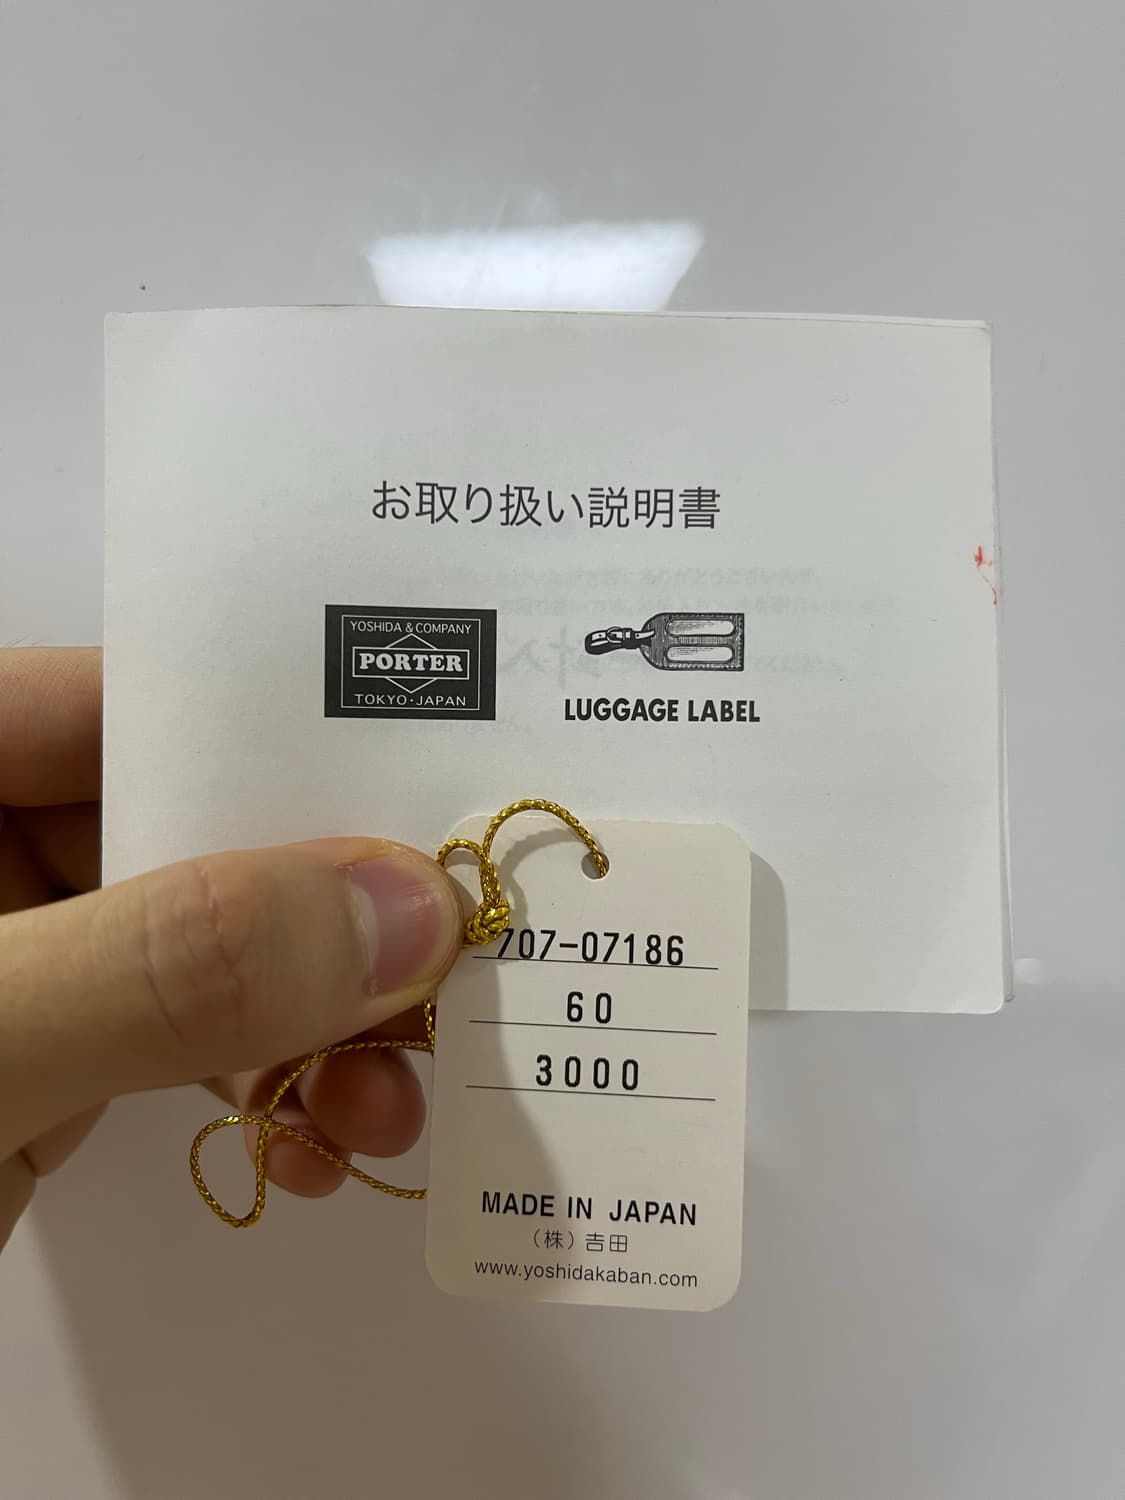 お取り扱い説明書
YOSHIDA & COMPANY
PORTER
TOKYO・JAPAN
LUGGAGE LABEL
707-07186
60
3000
MADE IN JAPAN
（株）吉田
www.yoshidakaban.com